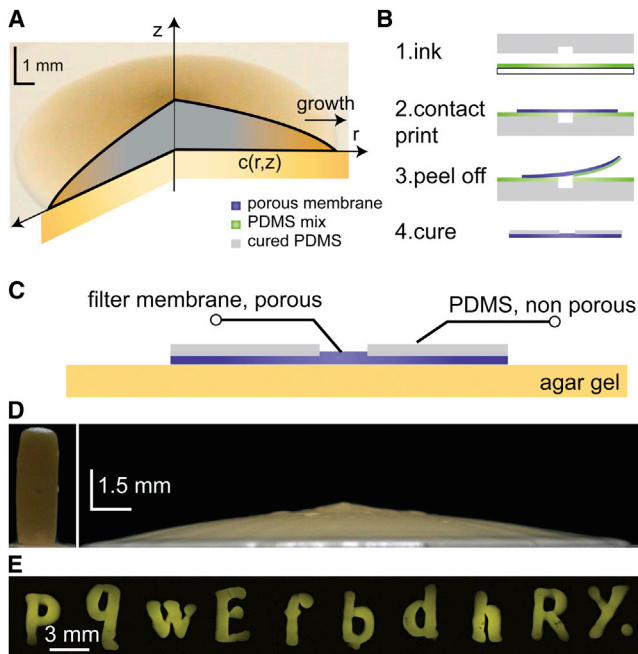 A
z
1 mm
growth
r
c(r,z)
porous membrane
PDMS mix
cured PDMS
B
1.ink
2.contact
print
3.peel off
4.cure
C
filter membrane, porous
PDMS, non porous
agar gel
D
1.5 mm
E
P q w E r b d h R Y.
3 mm